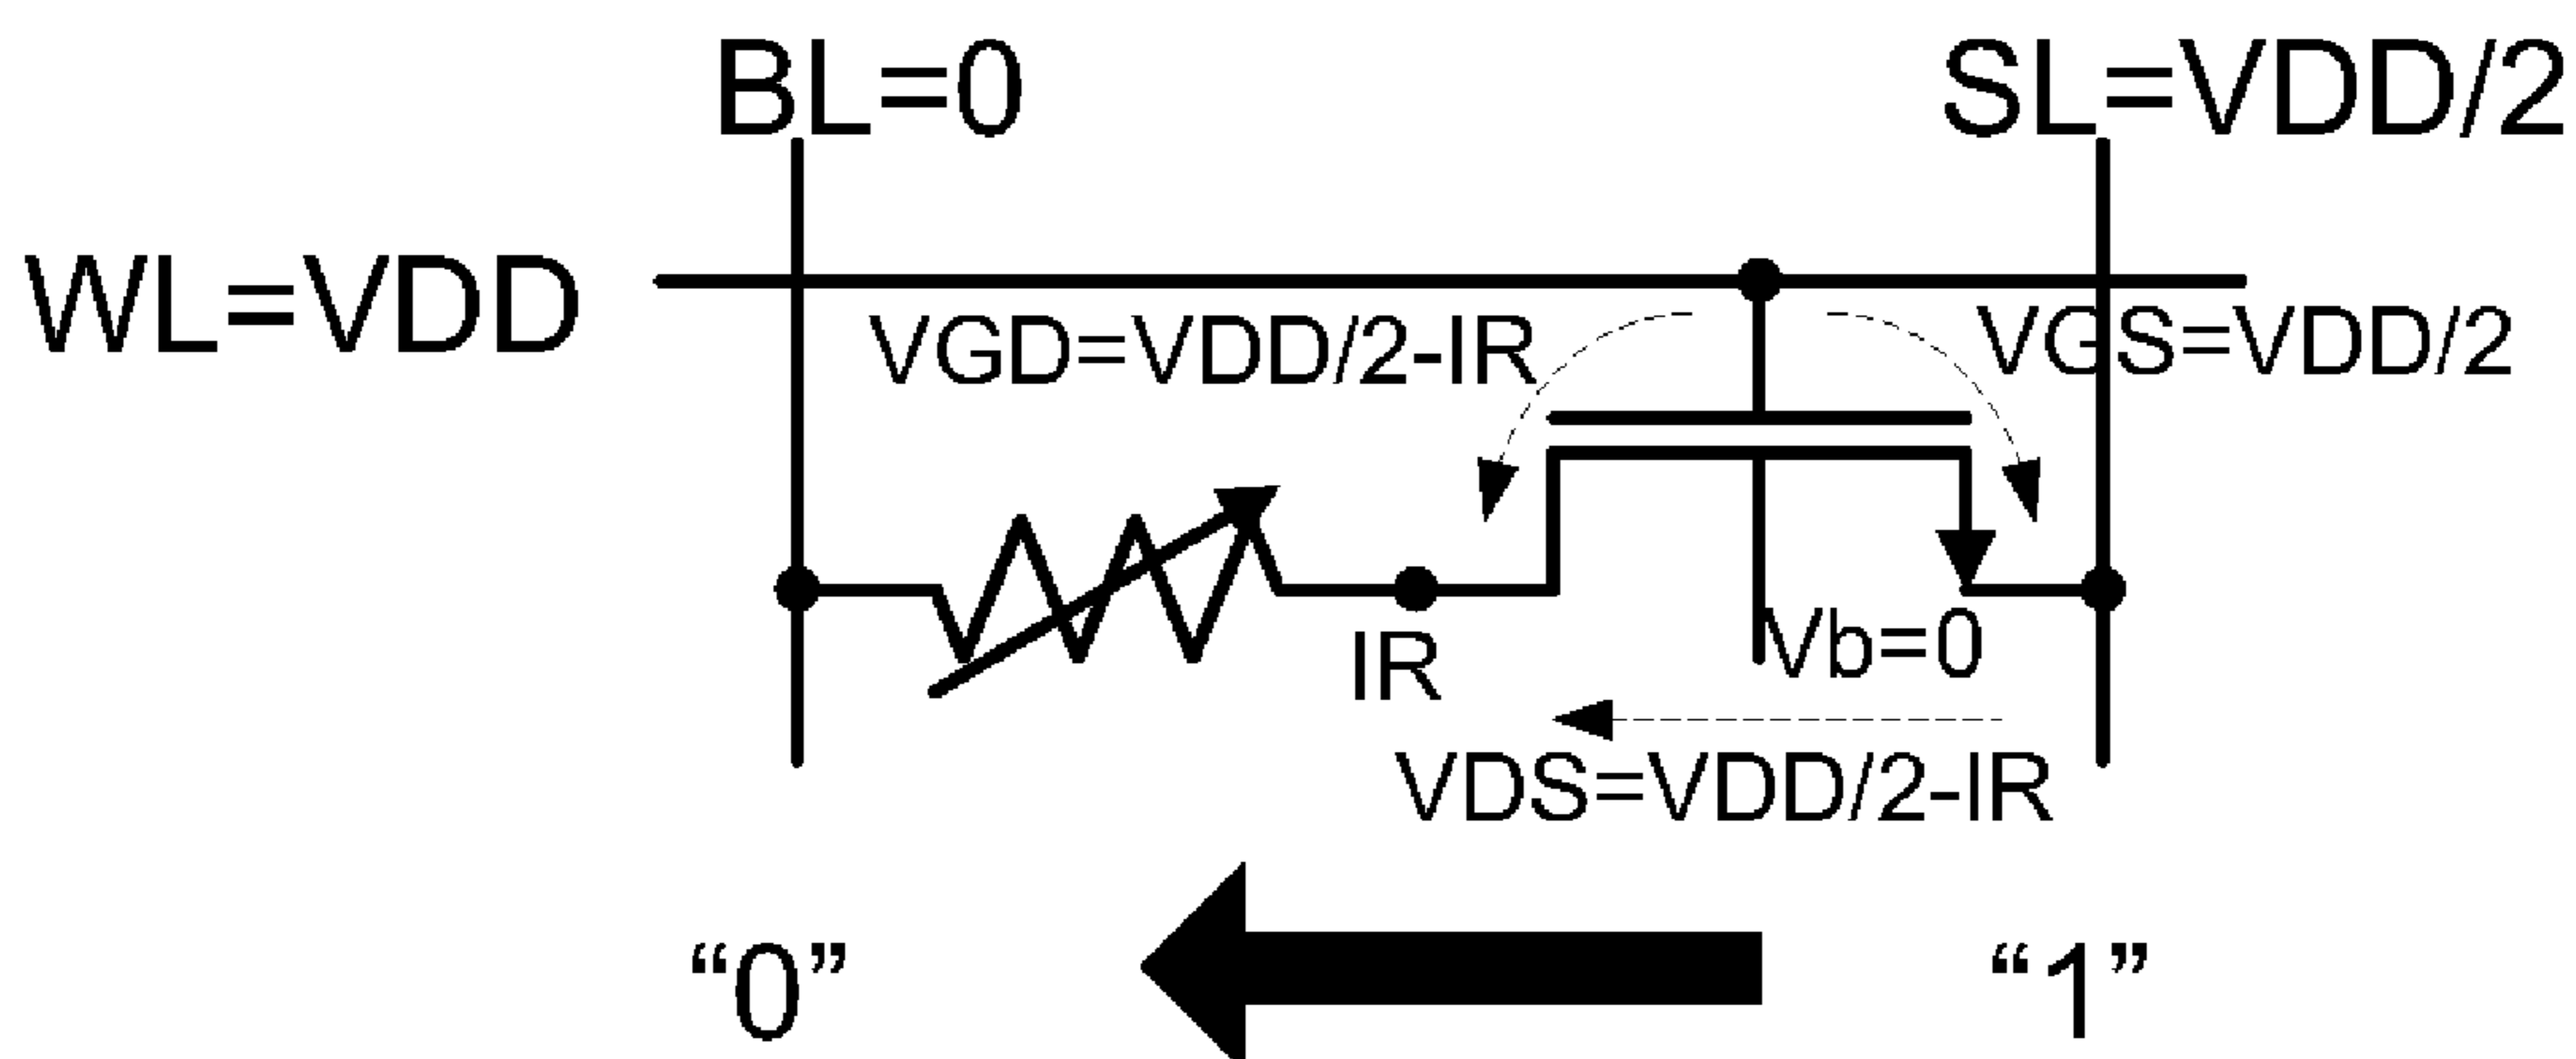 BL=0
SL=VDD/2
WL=VDD
VGD=VDD/2-IR
VGS=VDD/2
IR
Vb=0
VDS=VDD/2-IR
“0”
“1”